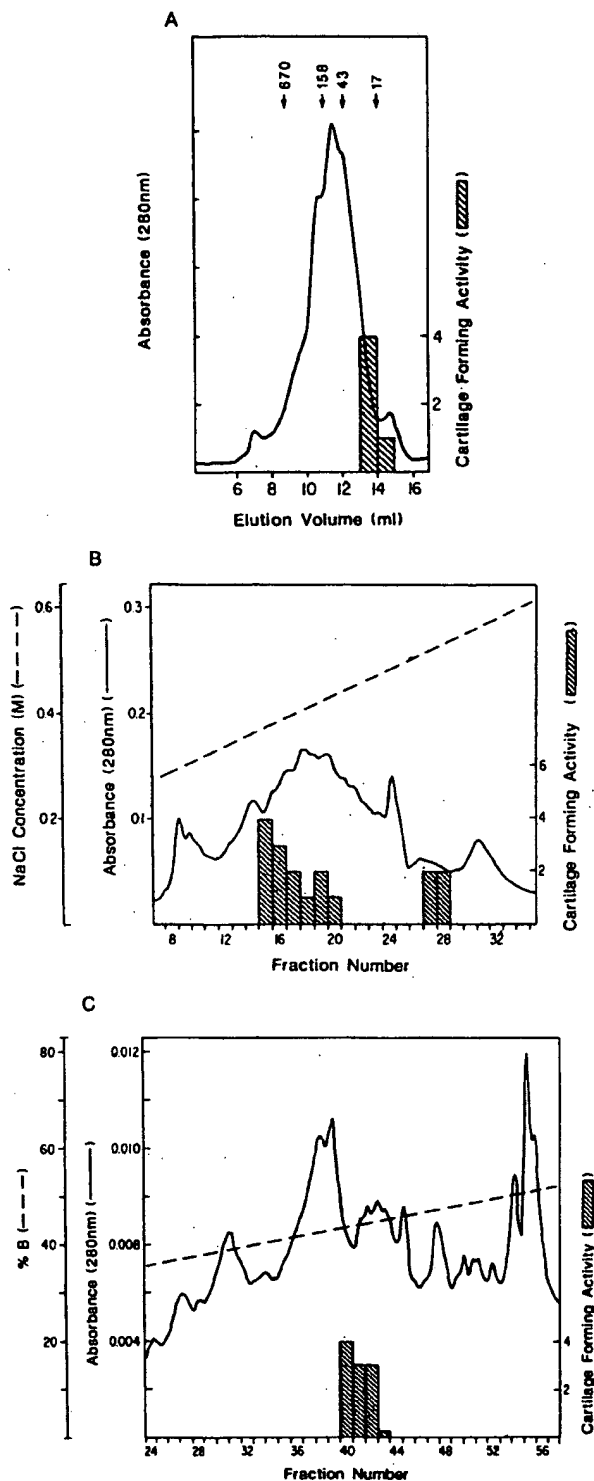 A
670
158
43
17
Absorbance (280nm)
Cartilage Forming Activity
4
2
6 8 10 12 14 16
Elution Volume (ml)
B
0.6
0.4
0.2
NaCl Concentration (M) (— — —)
0.3
0.2
0.1
Absorbance (280nm) (———)
6
4
2
Cartilage Forming Activity
8 12 16 20 24 28 32
Fraction Number
C
80
60
40
20
% B (— — —)
0.012
0.010
0.008
0.004
Absorbance (280nm) (———)
4
2
Cartilage Forming Activity
24 28 32 36 40 44 48 52 56
Fraction Number